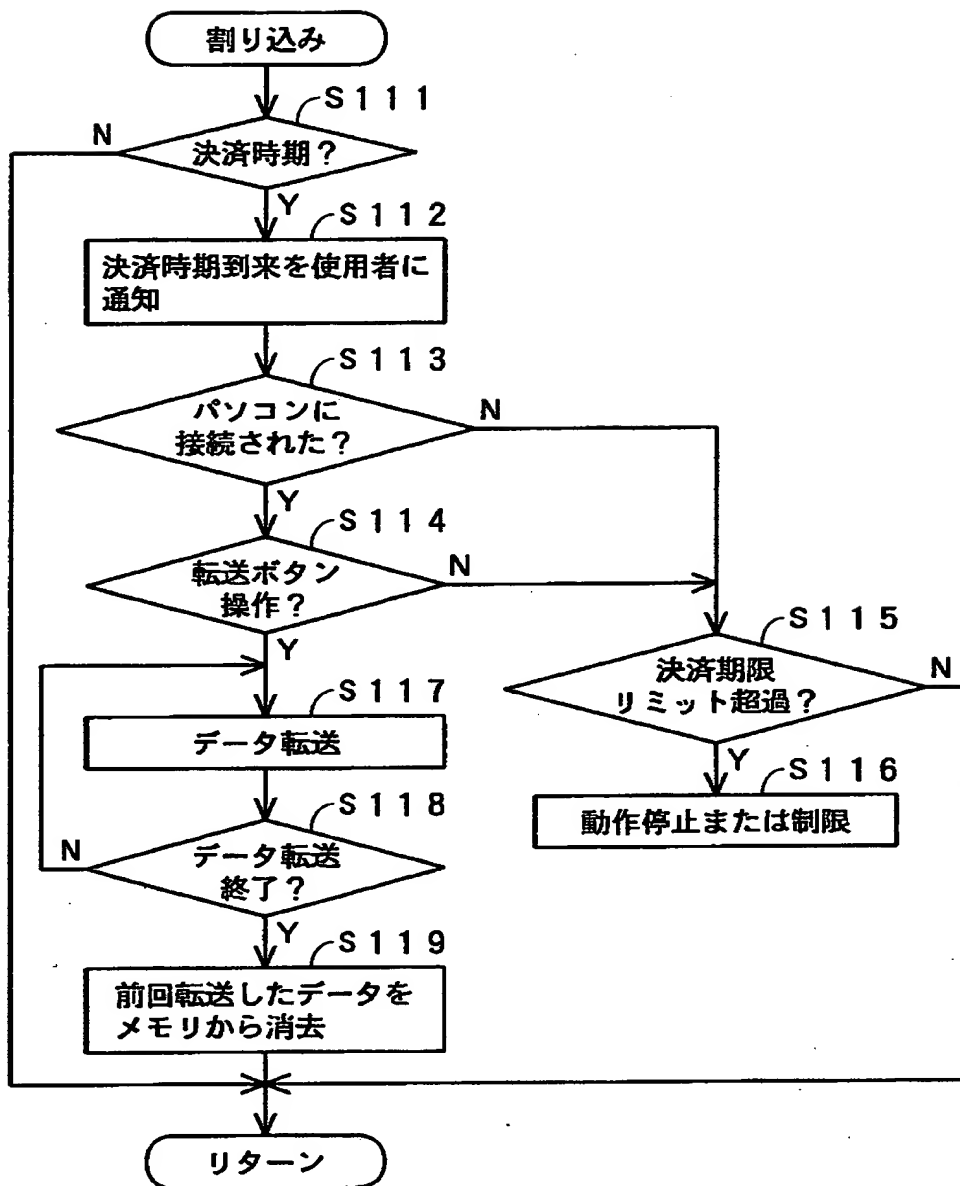 割り込み
S111
N
決済時期？
Y
S112
決済時期到来を使用者に
通知
S113
パソコンに
接続された？
N
Y
S114
転送ボタン
操作？
N
Y
S115
決済期限
リミット超過？
N
Y
S116
動作停止または制限
S117
データ転送
S118
データ転送
終了？
N
Y
S119
前回転送したデータを
メモリから消去
リターン